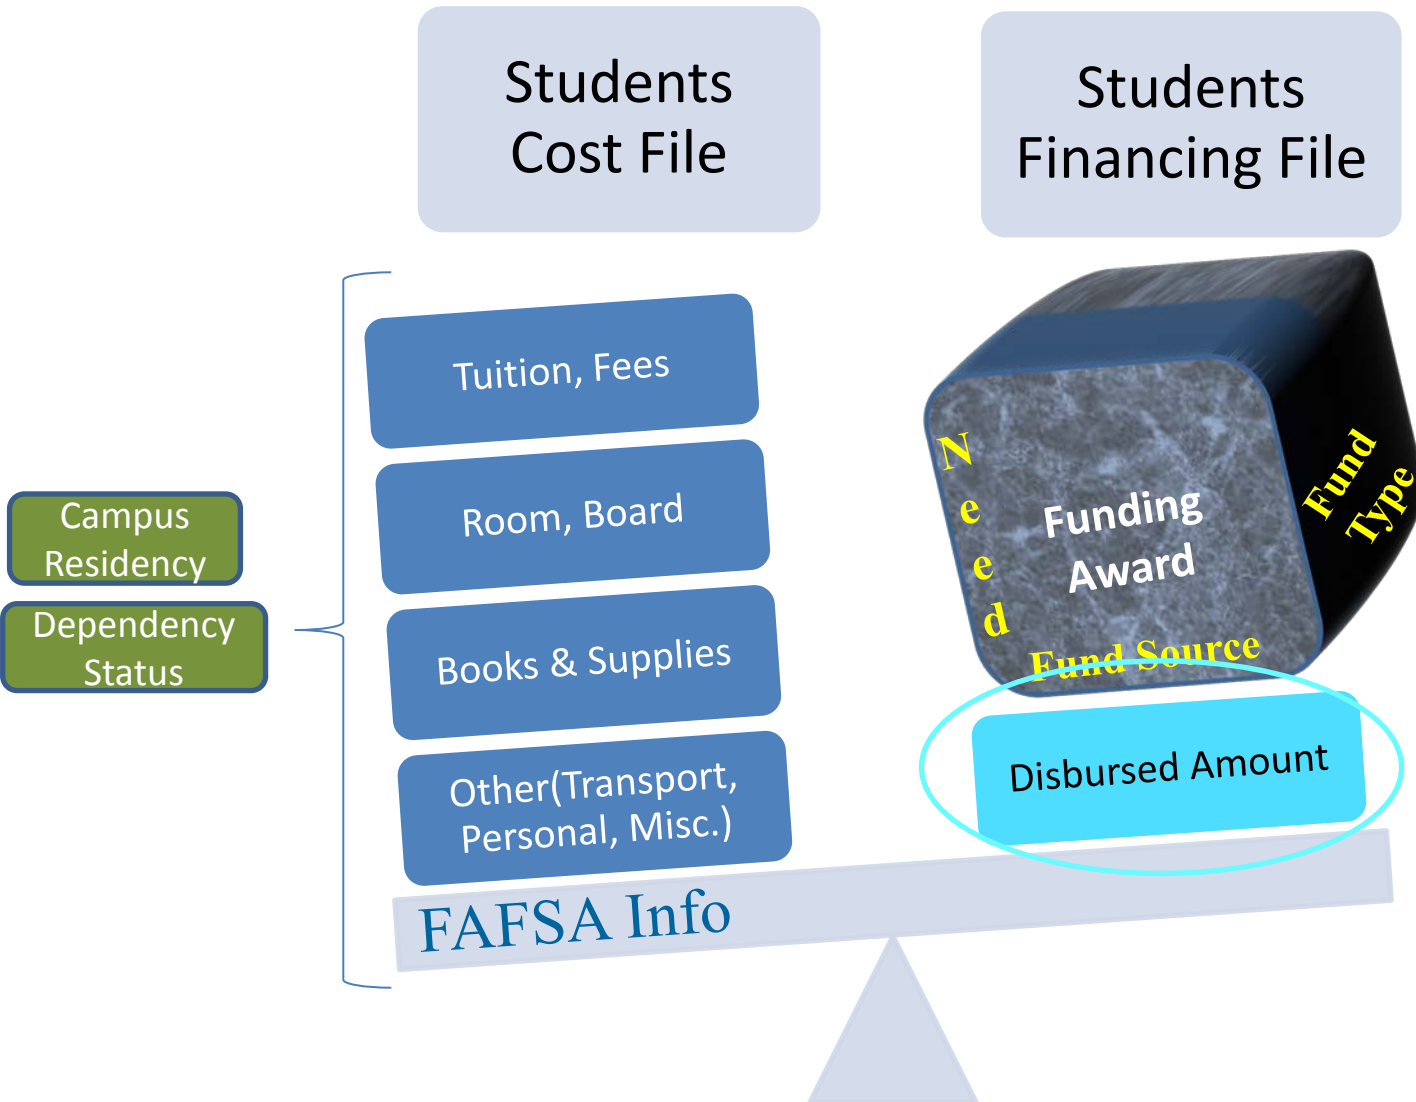 Students
Cost File
Students
Financing File
Tuition, Fees
Room, Board
Books & Supplies
Other(Transport,
Personal, Misc.)
Campus
Residency
Dependency
Status
Need
Funding
Award
Fund Source
Fund
Type
Disbursed Amount
FAFSA Info